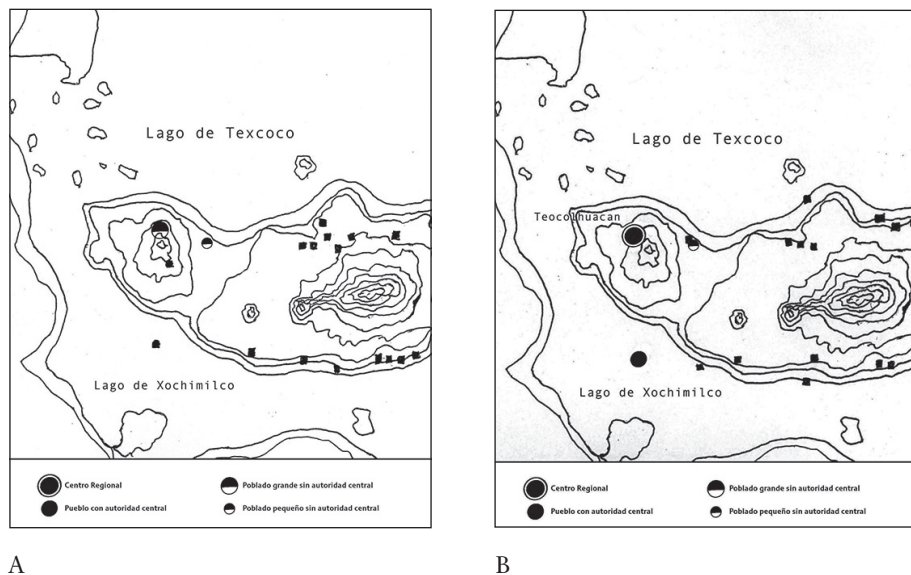 Lago de Texcoco
Lago de Xochimilco
Centro Regional
Pueblo con autoridad central
Poblado grande sin autoridad central
Poblado pequeño sin autoridad central
A
Lago de Texcoco
Teocolhuacan
Lago de Xochimilco
Centro Regional
Pueblo con autoridad central
Poblado grande sin autoridad central
Poblado pequeño sin autoridad central
B